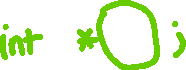 int * ;